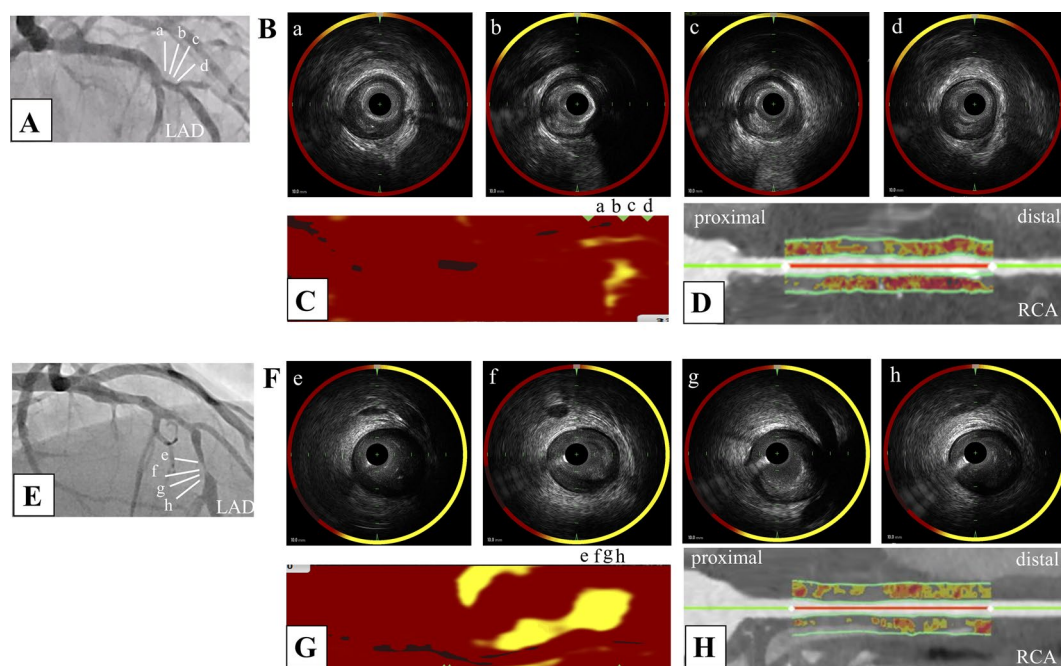 A
a
b
c
d
LAD
B
a
b
c
d
a b c d
C
proximal
distal
D
RCA
E
e
f
g
h
LAD
F
e
f
g
h
e f g h
G
proximal
distal
H
RCA